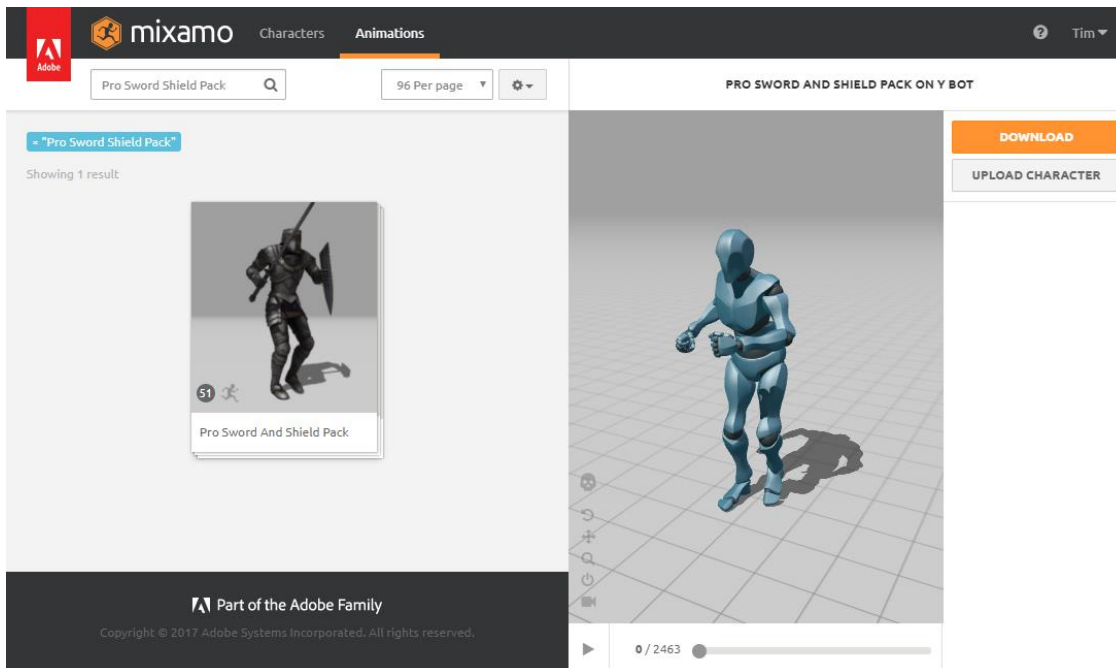 Adobe
mixamo
Characters
Animations
Tim
Pro Sword Shield Pack
96 Per page
PRO SWORD AND SHIELD PACK ON Y BOT
« "Pro Sword Shield Pack"
Showing 1 result
51
Pro Sword And Shield Pack
DOWNLOAD
UPLOAD CHARACTER
Part of the Adobe Family
Copyright © 2017 Adobe Systems Incorporated. All rights reserved.
0 / 2463